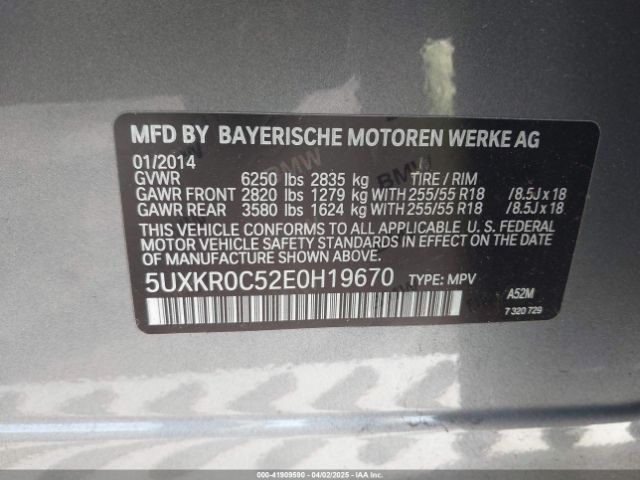 MFD BY BAYERISCHE MOTOREN WERKE AG
01/2014
GVWR 6250 lbs 2835 kg TIRE / RIM
GAWR FRONT 2820 lbs 1279 kg WITH 255/55 R18 /8.5J x 18
GAWR REAR 3580 lbs 1624 kg WITH 255/55 R18 /8.5J x 18
THIS VEHICLE CONFORMS TO ALL APPLICABLE U.S. FEDERAL
MOTOR VEHICLE SAFETY STANDARDS IN EFFECT ON THE DATE
OF MANUFACTURE SHOWN ABOVE.
5UXKR0C52E0H19670 TYPE: MPV
A52M
7 320 729
000-41909590 - 04/02/2025 - IAA Inc.